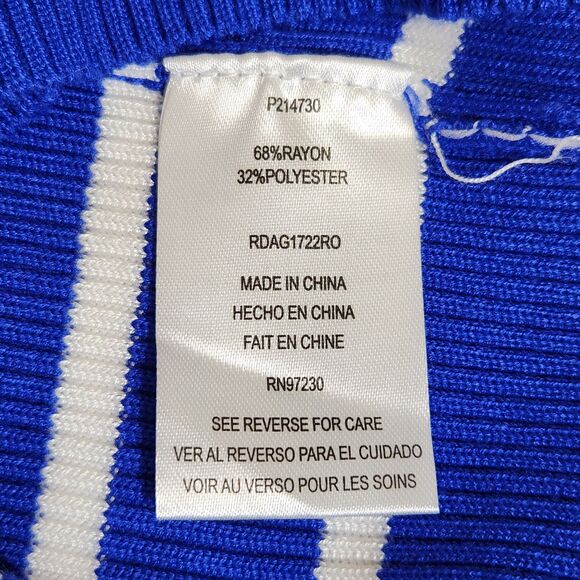 P214730
68%RAYON
32%POLYESTER
RDAG1722RO
MADE IN CHINA
HECHO EN CHINA
FAIT EN CHINE
RN97230
SEE REVERSE FOR CARE
VER AL REVERSO PARA EL CUIDADO
VOIR AU VERSO POUR LES SOINS